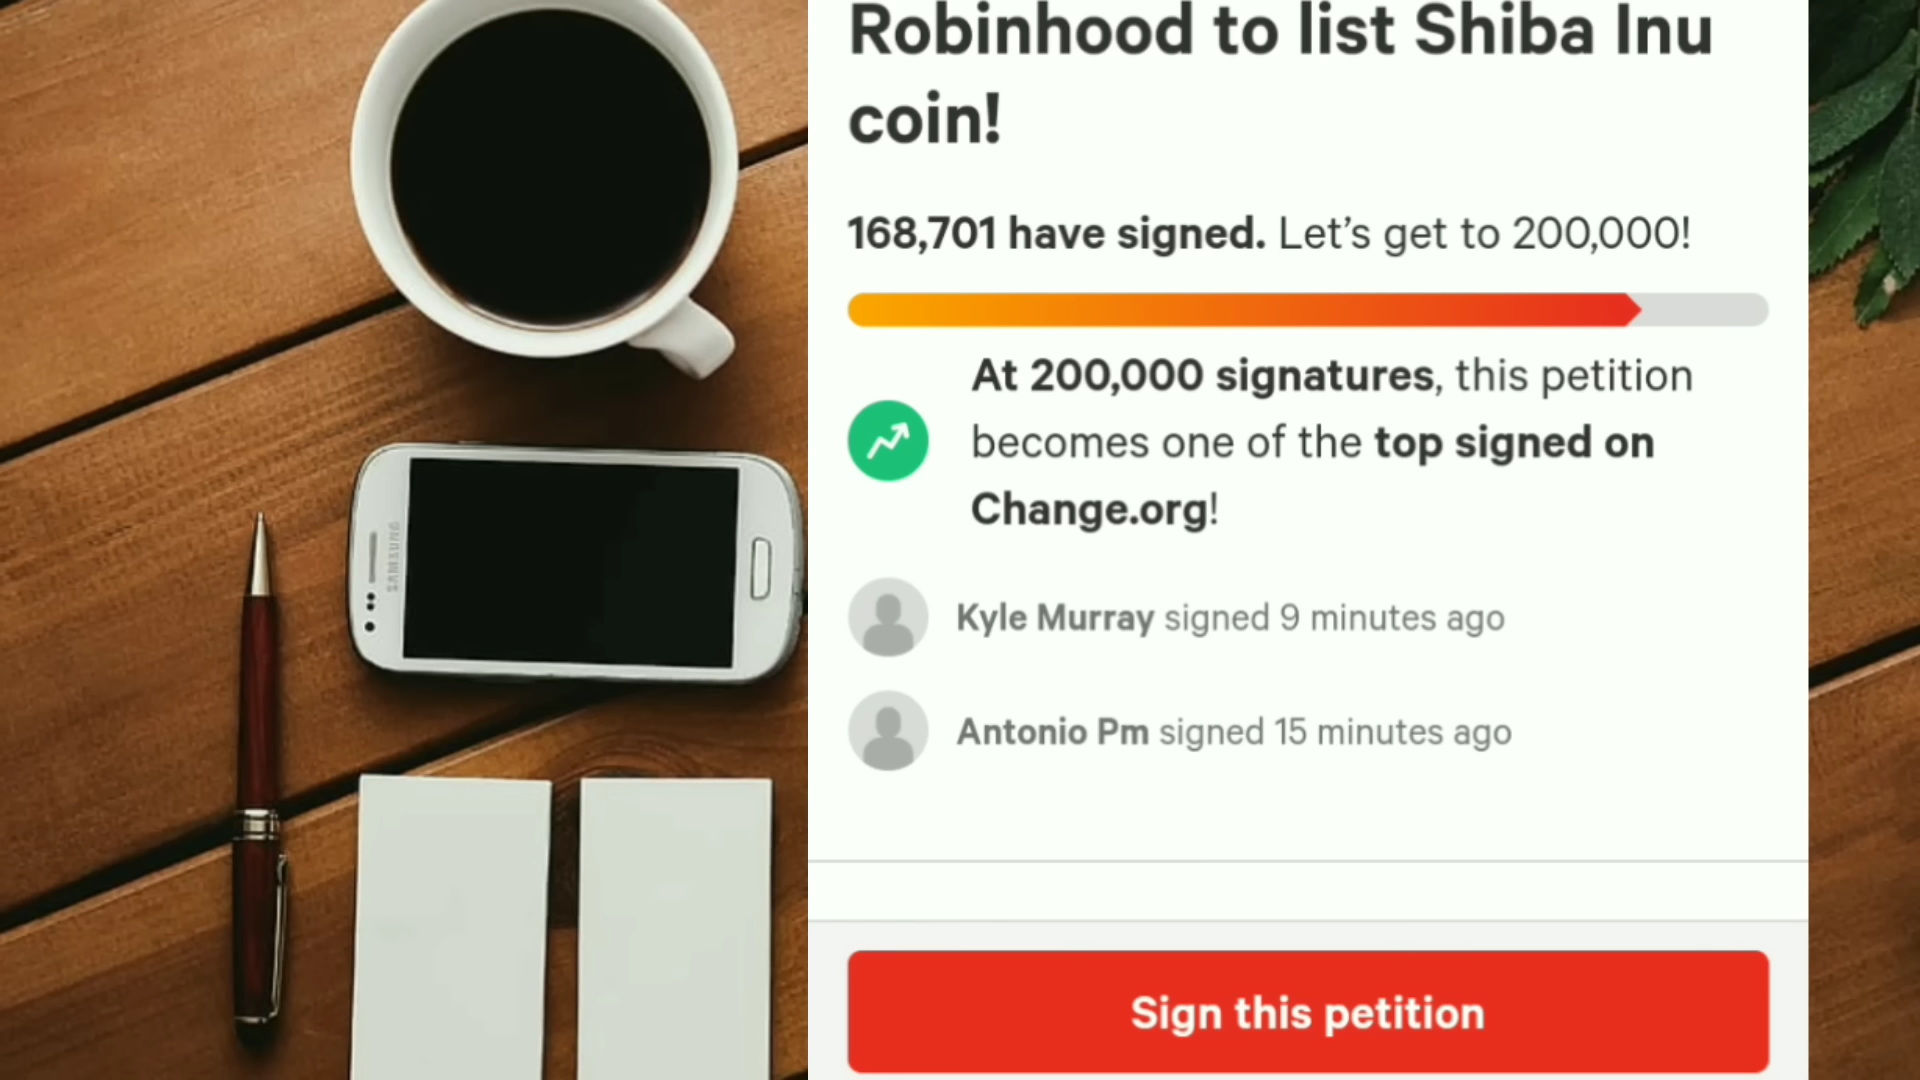 Robinhood to list Shiba Inu
coin!
168,701 have signed. Let's get to 200,000!
At 200,000 signatures, this petition
becomes one of the top signed on
Change.org!
Kyle Murray signed 9 minutes ago
Antonio Pm signed 15 minutes ago
Sign this petition
SAMSUNG